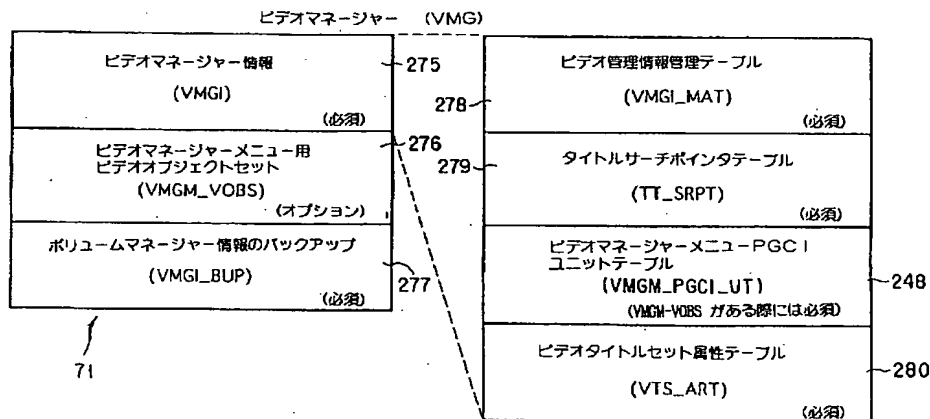 ビデオマネージャー (VMG)
ビデオマネージャー情報
(VMGI)
(必須)
275
ビデオマネージャーメニュー用
ビデオオブジェクトセット
(VMGM_VOBS)
(オプション)
276
ボリュームマネージャー情報のバックアップ
(VMGI_BUP)
(必須)
277
71
ビデオ管理情報管理テーブル
(VMGI_MAT)
(必須)
278
タイトルサーチポインタテーブル
(TT_SRPT)
(必須)
279
ビデオマネージャーメニューPGCI
ユニットテーブル
(VMGM_PGCI_UT)
(VMGM-VOBS がある際には必須)
248
ビデオタイトルセット属性テーブル
(VTS_ART)
(必須)
280